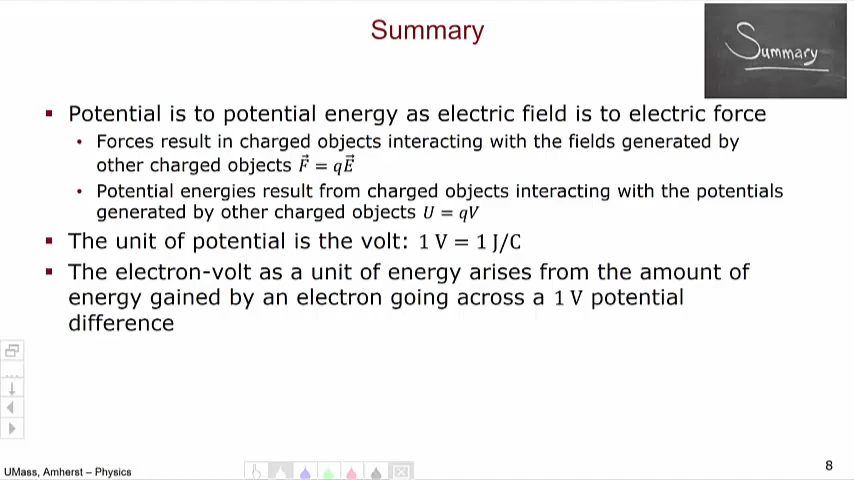 Summary
Summary
▪ Potential is to potential energy as electric field is to electric force
• Forces result in charged objects interacting with the fields generated by
other charged objects F⃗ = qE⃗
• Potential energies result from charged objects interacting with the potentials
generated by other charged objects U = qV
▪ The unit of potential is the volt: 1 V = 1 J/C
▪ The electron-volt as a unit of energy arises from the amount of
energy gained by an electron going across a 1 V potential
difference
UMass, Amherst – Physics
8